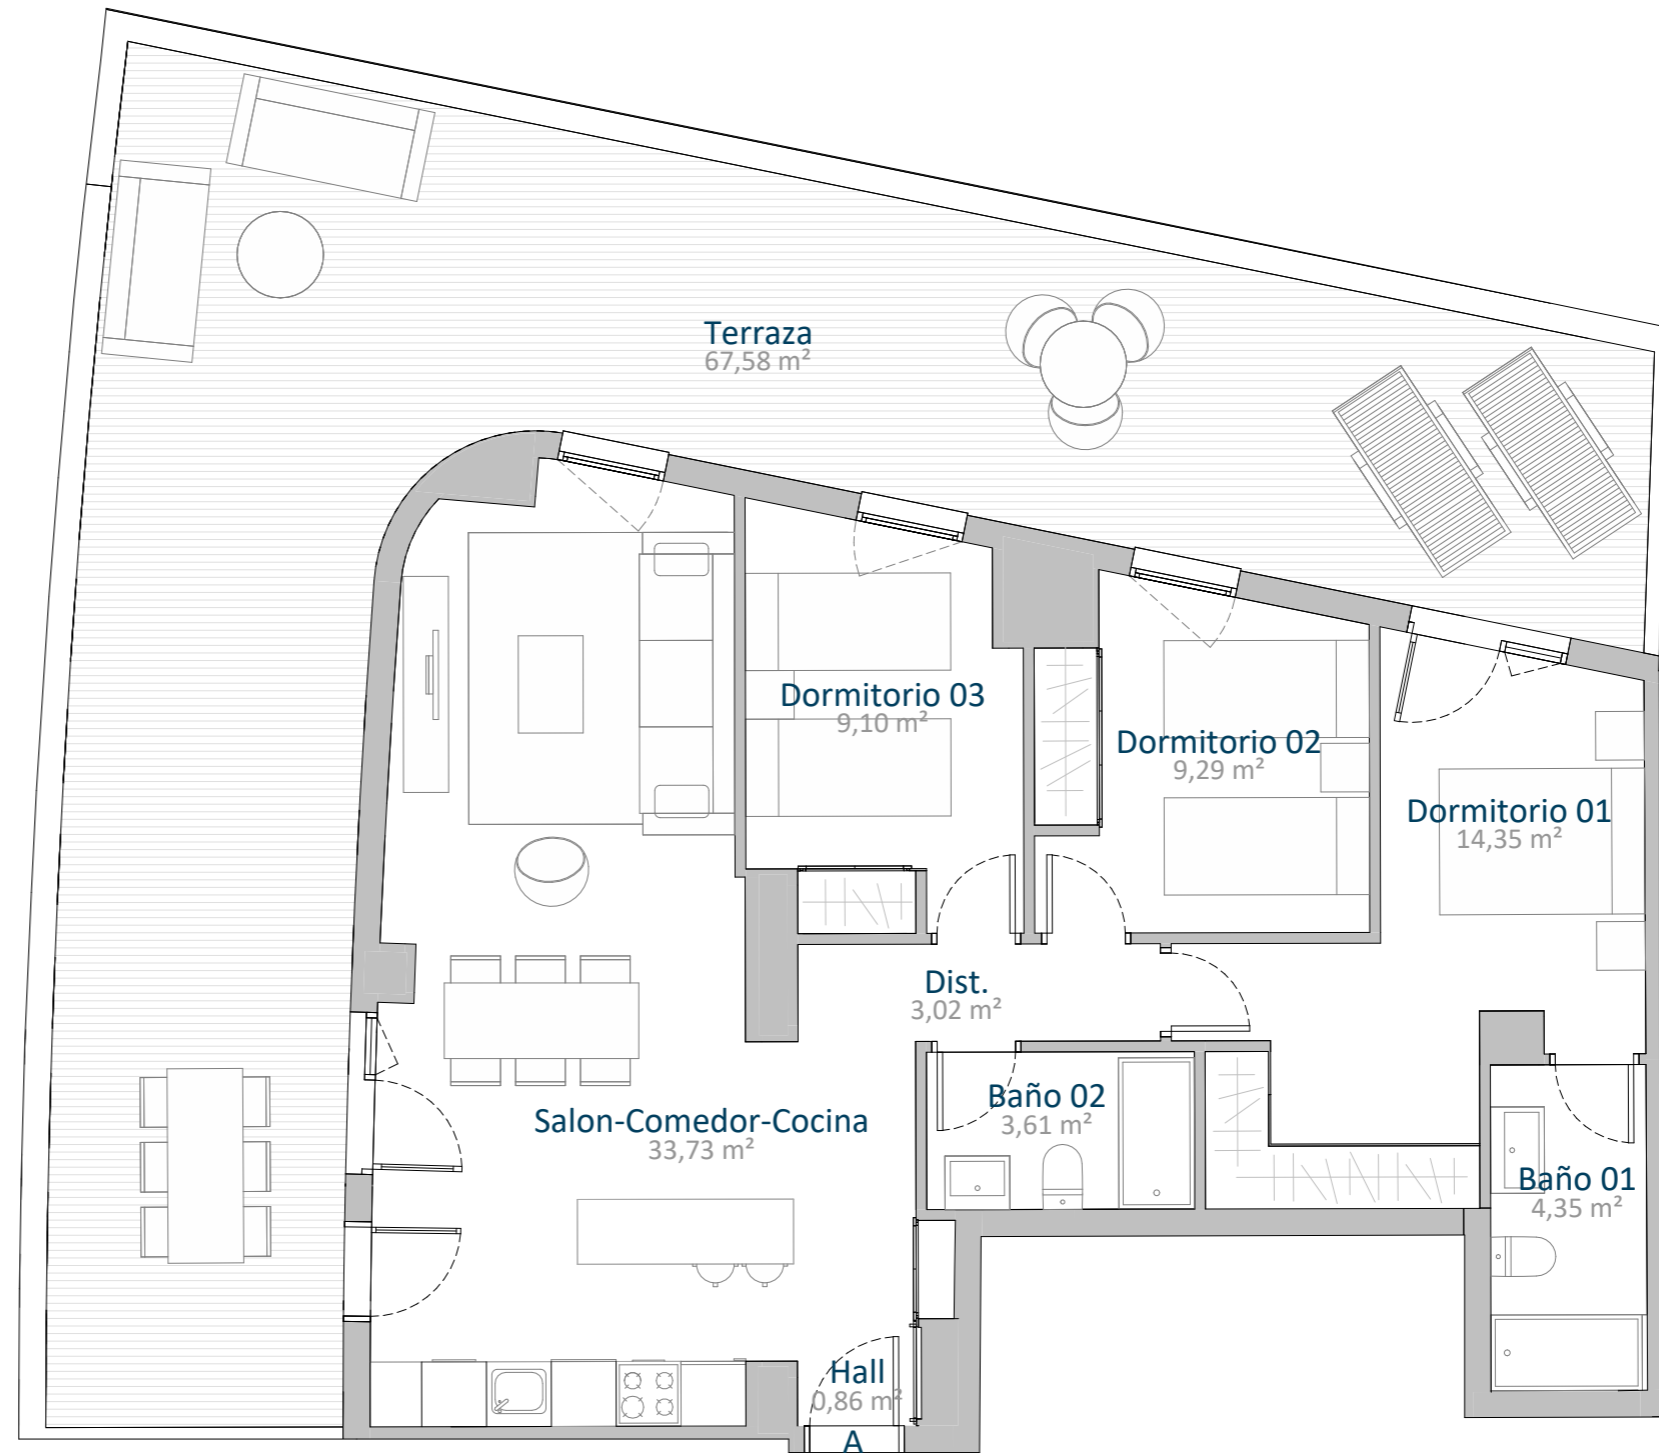 Terraza
67,58 m²
Dormitorio 03
9,10 m²
Dormitorio 02
9,29 m²
Dormitorio 01
14,35 m²
Dist.
3,02 m²
Baño 02
3,61 m²
Salon-Comedor-Cocina
33,73 m²
Baño 01
4,35 m²
Hall
0,86 m²
A